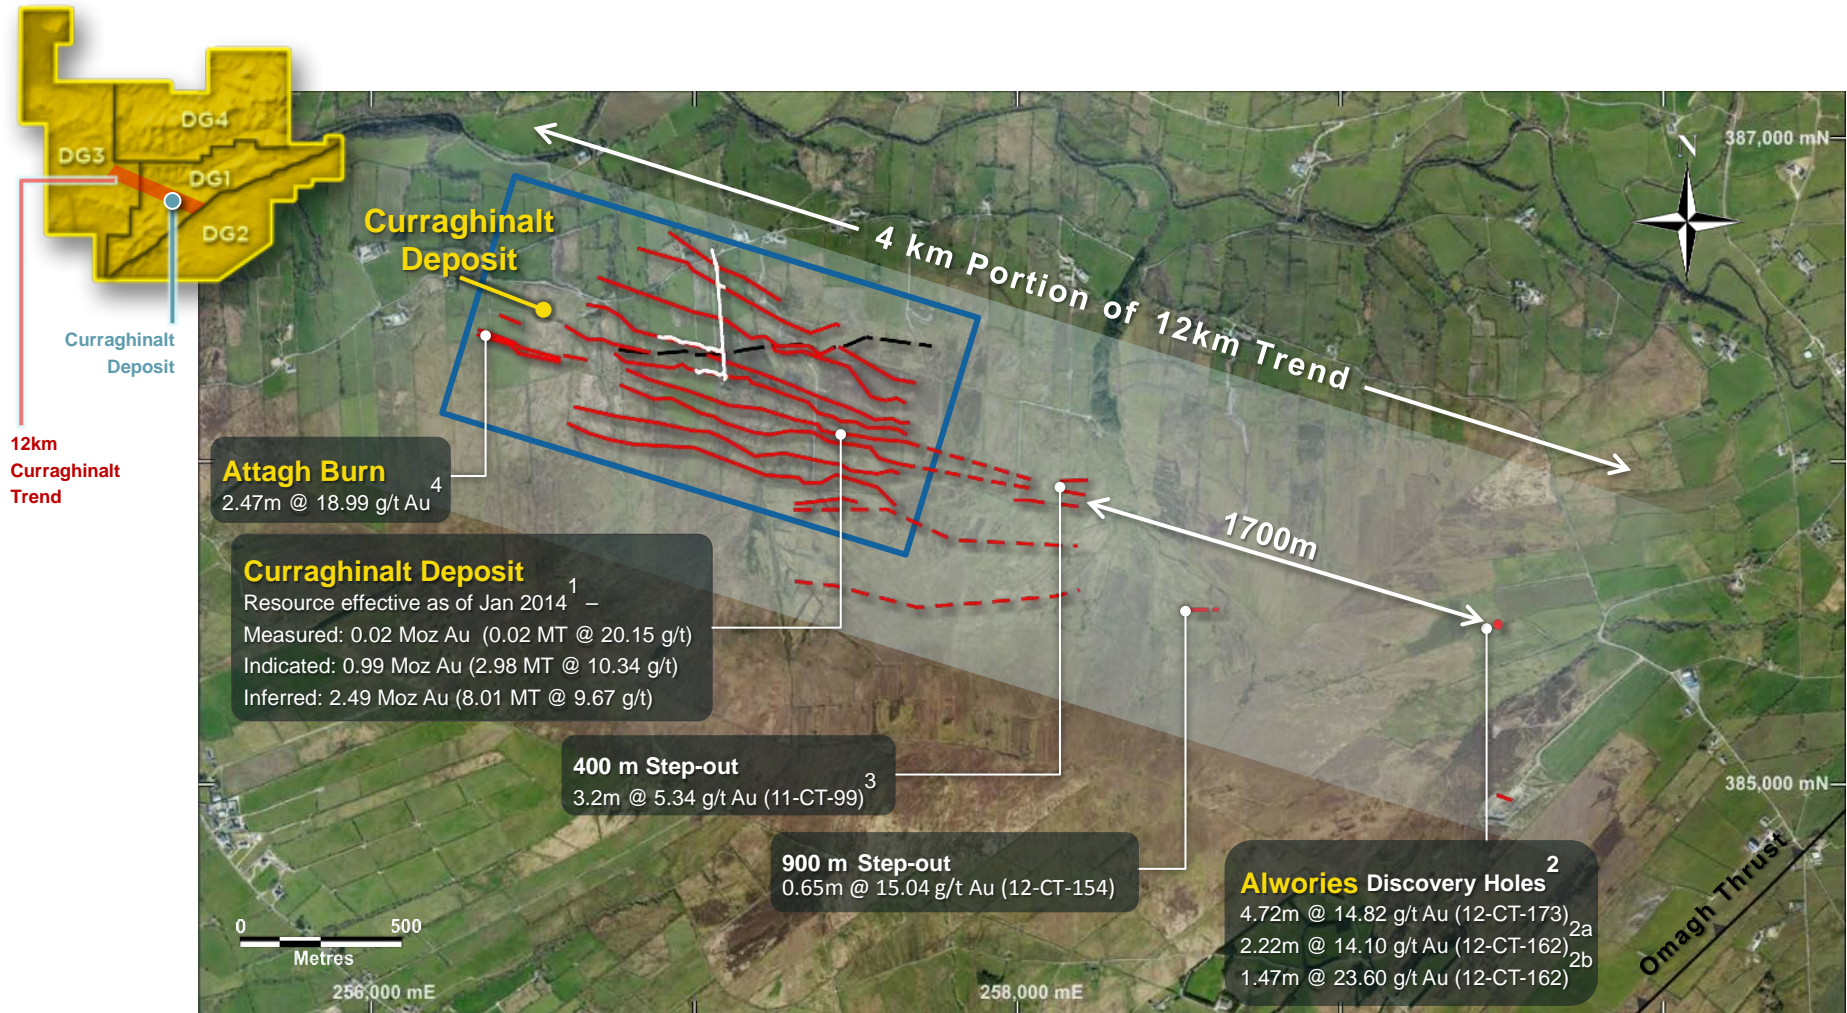 DG4
DG3
DG1
DG2
Curraghinalt
Deposit
12km
Curraghinalt
Trend
387,000 mN
N
4 km Portion of 12km Trend
Curraghinalt
Deposit
Attagh Burn
2.47m @ 18.99 g/t Au 4
Curraghinalt Deposit
Resource effective as of Jan 2014 1 –
Measured: 0.02 Moz Au (0.02 MT @ 20.15 g/t)
Indicated: 0.99 Moz Au (2.98 MT @ 10.34 g/t)
Inferred: 2.49 Moz Au (8.01 MT @ 9.67 g/t)
1700m
400 m Step-out
3.2m @ 5.34 g/t Au (11-CT-99) 3
900 m Step-out
0.65m @ 15.04 g/t Au (12-CT-154)
385,000 mN
Alwories Discovery Holes 2
4.72m @ 14.82 g/t Au (12-CT-173)
2.22m @ 14.10 g/t Au (12-CT-162) 2a
1.47m @ 23.60 g/t Au (12-CT-162) 2b
Omagh Thrust
0 500
Metres
256,000 mE
258,000 mE